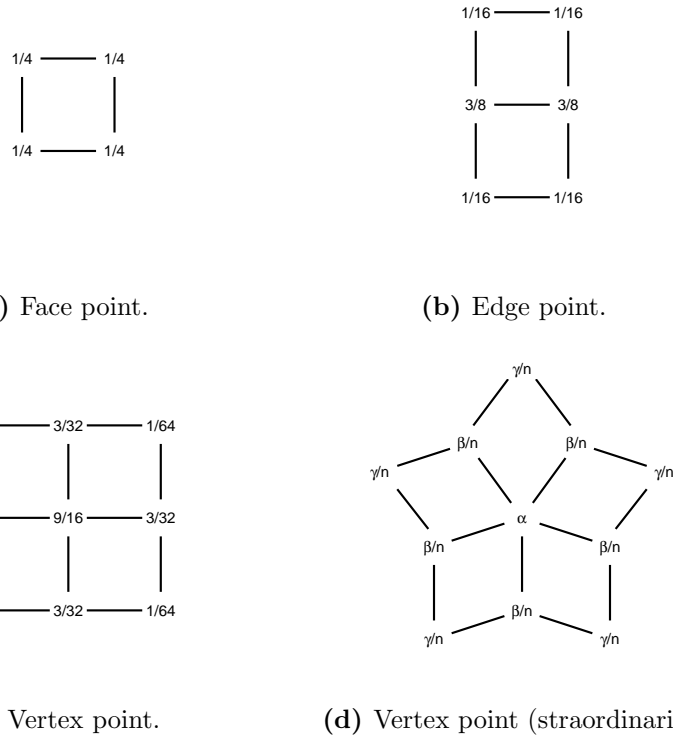 1/16 1/16
1/4 1/4
3/8 3/8
1/4 1/4
1/16 1/16
) Face point.
(b) Edge point.
γ/n
3/32 1/64
β/n β/n
γ/n γ/n
9/16 3/32
α
β/n β/n
3/32 1/64
β/n
γ/n γ/n
Vertex point.
(d) Vertex point (straordinari